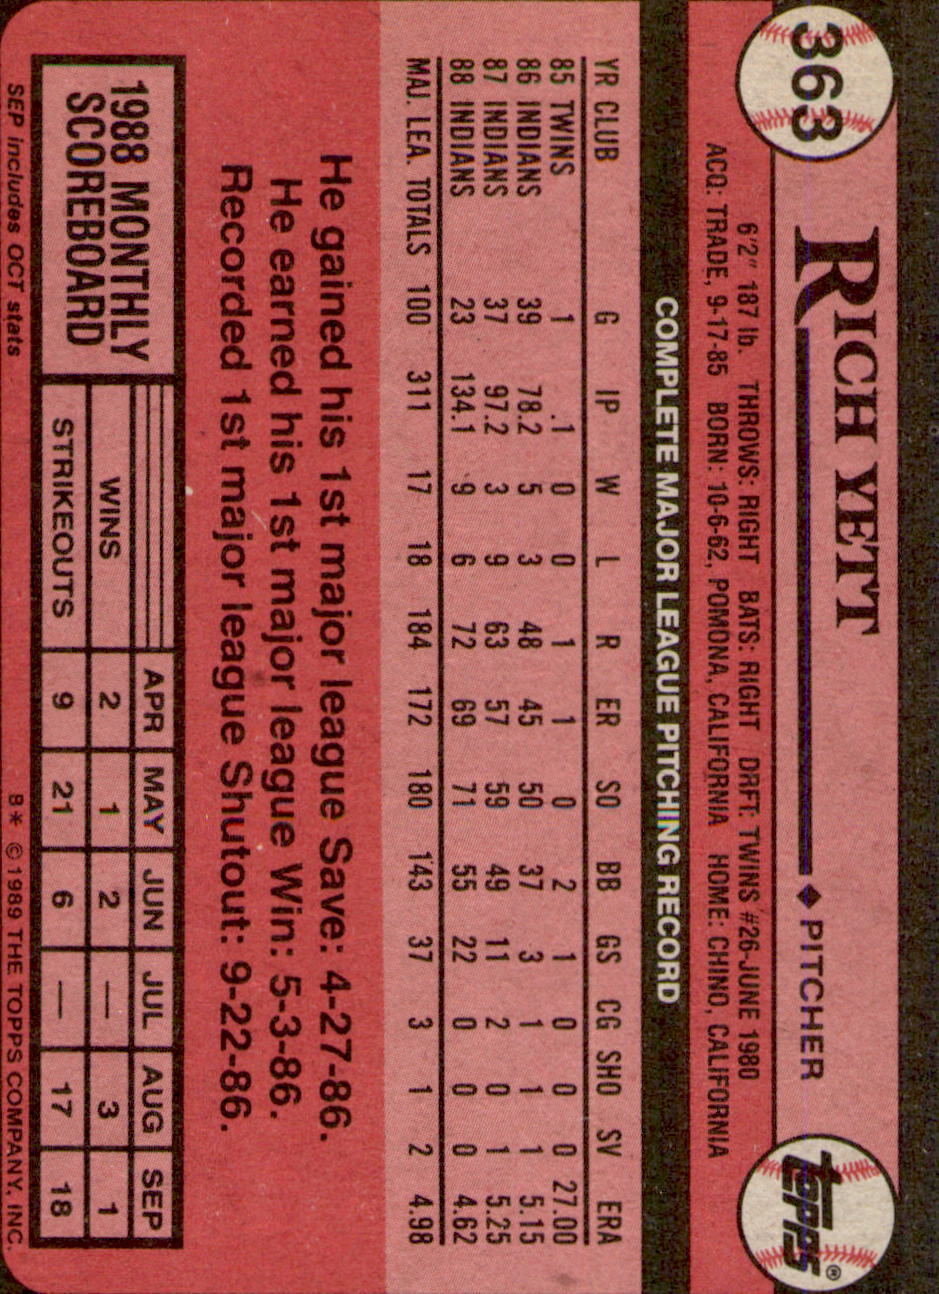 363
RICH YETT ♦ PITCHER
TOPPS®
6'2" 187 lb. THROWS: RIGHT BATS: RIGHT DRFT: TWINS #26-JUNE 1980
ACQ: TRADE, 9-17-85 BORN: 10-6-62, POMONA, CALIFORNIA HOME: CHINO, CALIFORNIA
COMPLETE MAJOR LEAGUE PITCHING RECORD
YR CLUB G IP W L R ER SO BB GS CG SHO SV ERA
85 TWINS 1 .1 0 0 1 1 0 2 1 0 0 0 27.00
86 INDIANS 39 78.2 5 3 48 45 50 37 3 1 1 1 5.15
87 INDIANS 37 97.2 3 9 63 57 59 49 11 2 0 1 5.25
88 INDIANS 23 134.1 9 6 72 69 71 55 22 0 0 0 4.62
MAJ. LEA. TOTALS 100 311 17 18 184 172 180 143 37 3 1 2 4.98
He gained his 1st major league Save: 4-27-86.
He earned his 1st major league Win: 5-3-86.
Recorded 1st major league Shutout: 9-22-86.
1988 MONTHLY
SCOREBOARD
APR MAY JUN JUL AUG SEP
WINS 2 1 2 — 3 1
STRIKEOUTS 9 21 6 — 17 18
SEP includes OCT stats
B* © 1989 THE TOPPS COMPANY. INC.